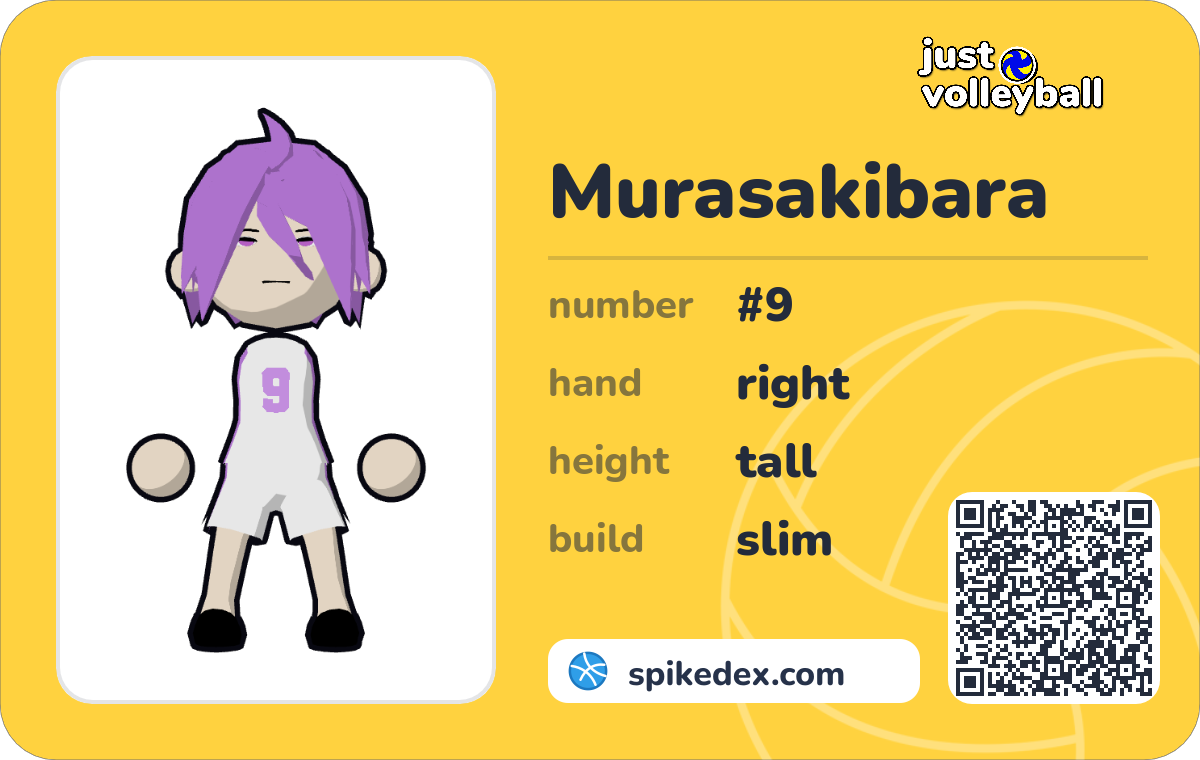 just
volleyball
Murasakibara
number #9
hand right
height tall
build slim
9
spikedex.com